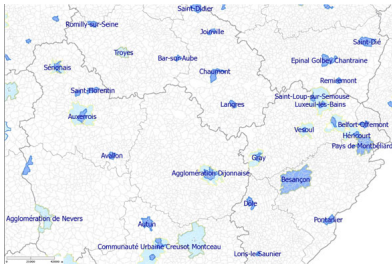 Saint-Didier
Romilly-sur-Seine
Joinville
Saint-Dié
Troyes
Bar-sur-Aube
Epinal Golbey Chantraine
Sénonais
Chaumont
Remiremont
Saint-Florentin
Saint-Loup-sur-Semouse
Langres
Luxeuil-les-Bains
Auxerrois
Belfort-Offemont
Vesoul
Héricourt
Pays de Montbéliard
Avallon
Gray
Agglomération Dijonnaise
Besançon
Dole
Agglomération de Nevers
Autun
Pontarlier
Communauté Urbaine Creusot Montceau
Lons-le-Saunier